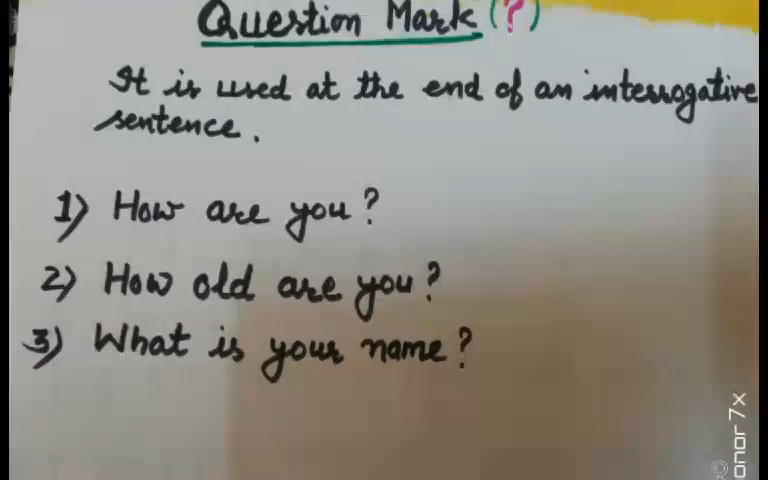 Question Mark (?)
It is used at the end of an interrogative
sentence.
1) How are you?
2) How old are you?
3) What is your name?
onor 7x